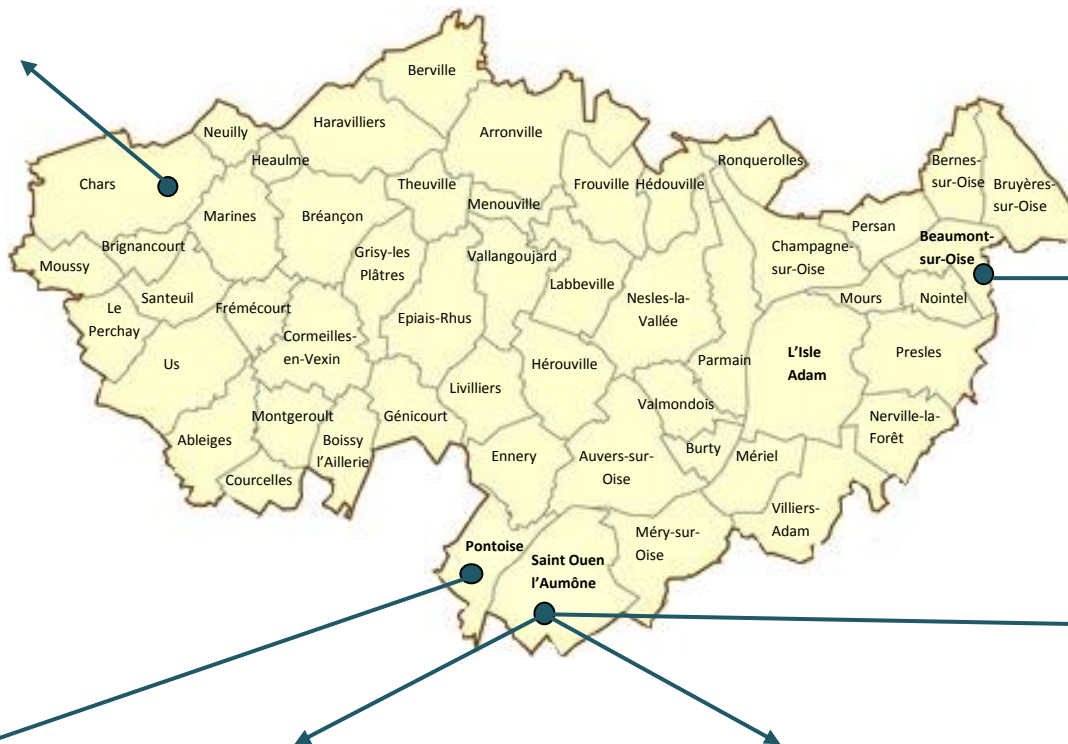 Berville
Neuilly
Haravilliers
Arronville
Heaulme
Ronquerolles
Chars
Theuville
Frouville
Hédouville
Bernes-
sur-Oise
Bruyères-
sur-Oise
Marines
Bréançon
Menouville
Persan
Brignancourt
Moussy
Grisy-les
Plâtres
Vallangoujard
Champagne-
sur-Oise
Beaumont-
sur-Oise
Labbeville
Santeuil
Le
Perchay
Frémécourt
Epiais-Rhus
Nesles-la-
Vallée
Mours
Nointel
Cormeilles-
en-Vexin
Us
Hérouville
Parmain
L'Isle
Adam
Presles
Livilliers
Valmondois
Montgeroult
Génicourt
Nerville-la-
Forêt
Ableiges
Boissy
l'Aillerie
Ennery
Auvers-sur-
Oise
Burty
Mériel
Courcelles
Villiers-
Adam
Méry-sur-
Oise
Pontoise
Saint Ouen
l'Aumône